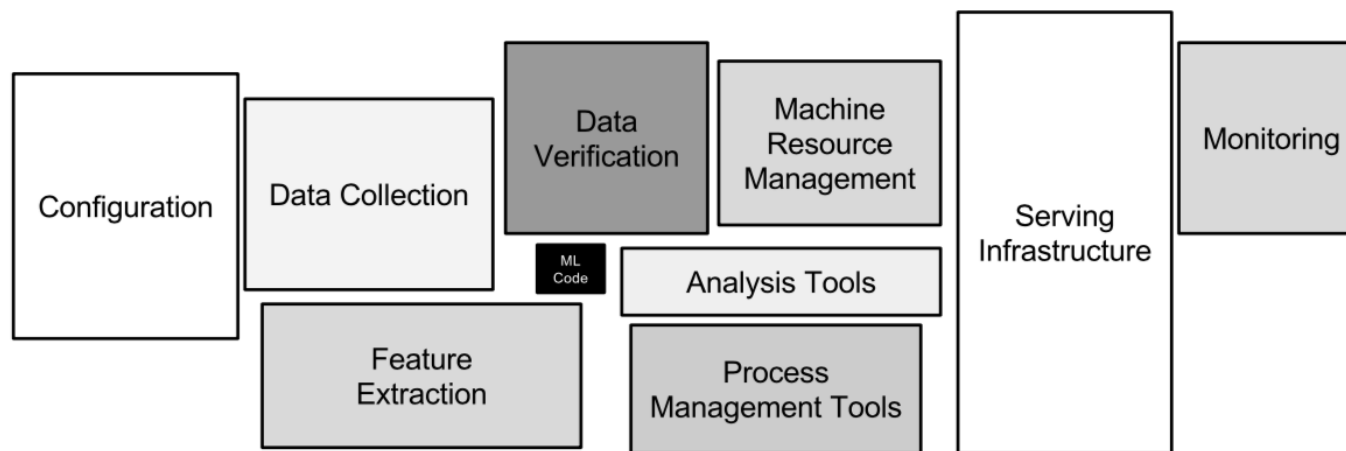 Configuration
Data Collection
Data
Verification
Machine
Resource
Management
Monitoring
Serving
Infrastructure
ML
Code
Analysis Tools
Feature
Extraction
Process
Management Tools